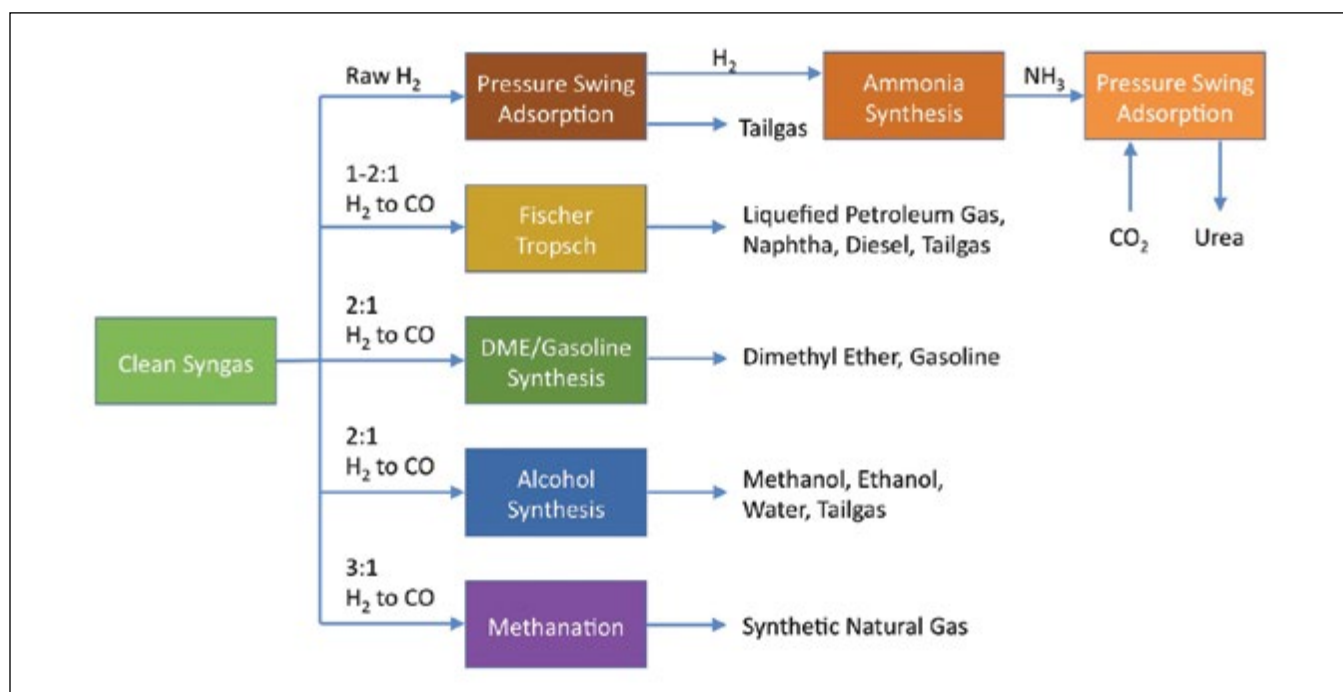 Raw H₂
Pressure Swing
Adsorption
H₂
Tailgas
Ammonia
Synthesis
NH₃
Pressure Swing
Adsorption
CO₂
Urea
1-2:1
H₂ to CO
Fischer
Tropsch
Liquefied Petroleum Gas,
Naphtha, Diesel, Tailgas
Clean Syngas
2:1
H₂ to CO
DME/Gasoline
Synthesis
Dimethyl Ether, Gasoline
2:1
H₂ to CO
Alcohol
Synthesis
Methanol, Ethanol,
Water, Tailgas
3:1
H₂ to CO
Methanation
Synthetic Natural Gas